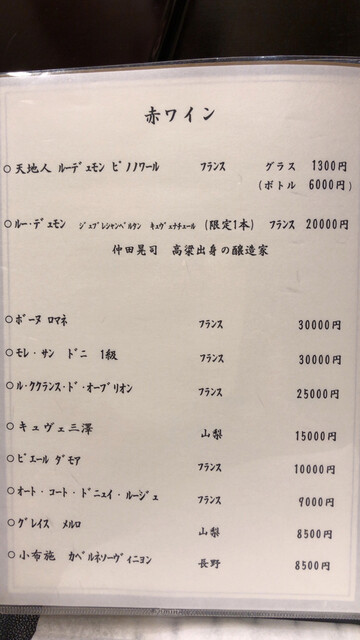 赤ワイン
○天地人 ルーデュモン ピノノワール フランス グラス 1300円
(ボトル 6000円)
○ルー・デュモン ジュブレシャンベルタン キュヴェナチュール (限定1本) フランス 20000円
仲田晃司 高梁出身の醸造家
○ボーヌ ロマネ フランス 30000円
○モレ・サン ドニ 1級 フランス 30000円
○ル・ククランス・ド・オーブリオン フランス 25000円
○キュヴェ三澤 山梨 15000円
○ピエール ダモア フランス 10000円
○オート・コート・ドニュイ・ルージュ フランス 9000円
○グレイス メルロ 山梨 8500円
○小布施 カベルネソーヴィニヨン 長野 8500円